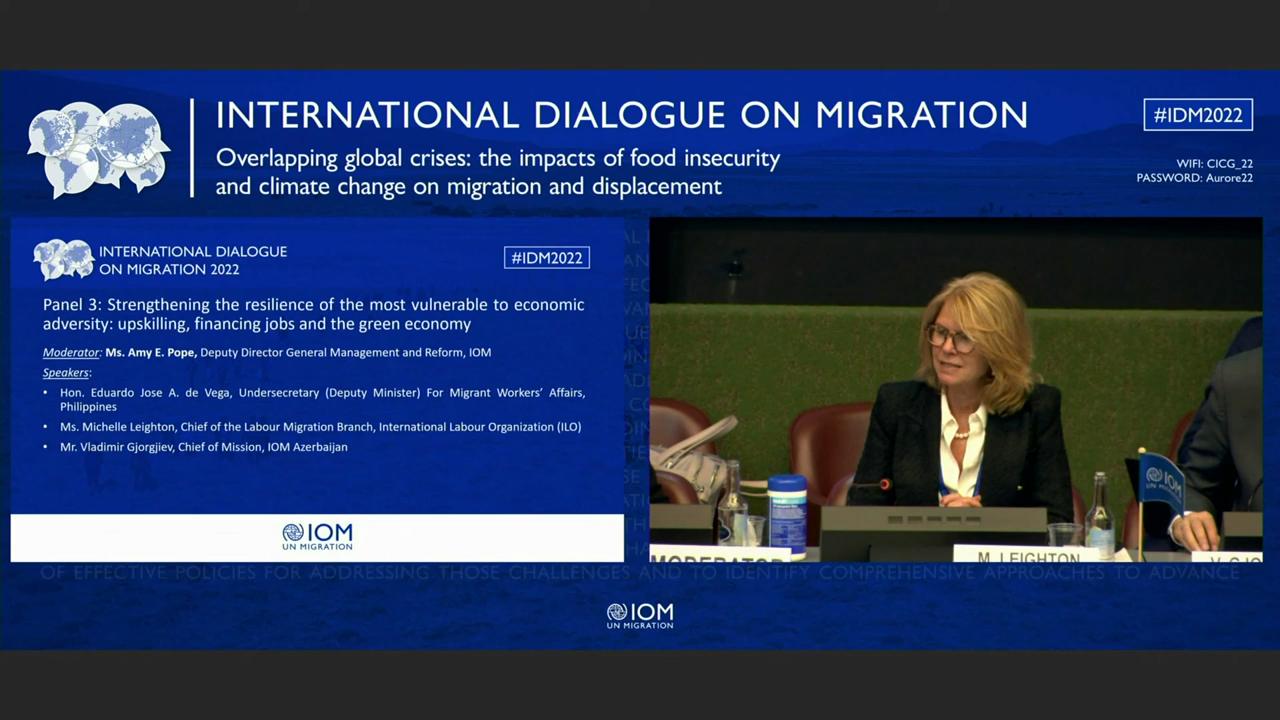 INTERNATIONAL DIALOGUE ON MIGRATION
Overlapping global crises: the impacts of food insecurity
and climate change on migration and displacement
#IDM2022
WIFI: CICG_22
PASSWORD: Aurore22
INTERNATIONAL DIALOGUE
ON MIGRATION 2022
#IDM2022
Panel 3: Strengthening the resilience of the most vulnerable to economic
adversity: upskilling, financing jobs and the green economy
Moderator: Ms. Amy E. Pope, Deputy Director General Management and Reform, IOM
Speakers:
• Hon. Eduardo Jose A. de Vega, Undersecretary (Deputy Minister) For Migrant Workers’ Affairs,
Philippines
• Ms. Michelle Leighton, Chief of the Labour Migration Branch, International Labour Organization (ILO)
• Mr. Vladimir Gjorgjiev, Chief of Mission, IOM Azerbaijan
IOM
UN MIGRATION
IOM
MODERATOR
M. LEIGHTON
OF EFFECTIVE POLICIES FOR ADDRESSING THOSE CHALLENGES AND TO IDENTIFY COMPREHENSIVE APPROACHES TO ADVANCE
IOM
UN MIGRATION